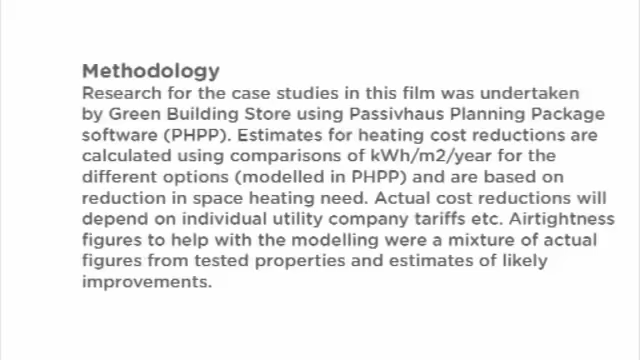 Methodology
Research for the case studies in this film was undertaken
by Green Building Store using Passivhaus Planning Package
software (PHPP). Estimates for heating cost reductions are
calculated using comparisons of kWh/m2/year for the
different options (modelled in PHPP) and are based on
reduction in space heating need. Actual cost reductions will
depend on individual utility company tariffs etc. Airtightness
figures to help with the modelling were a mixture of actual
figures from tested properties and estimates of likely
improvements.